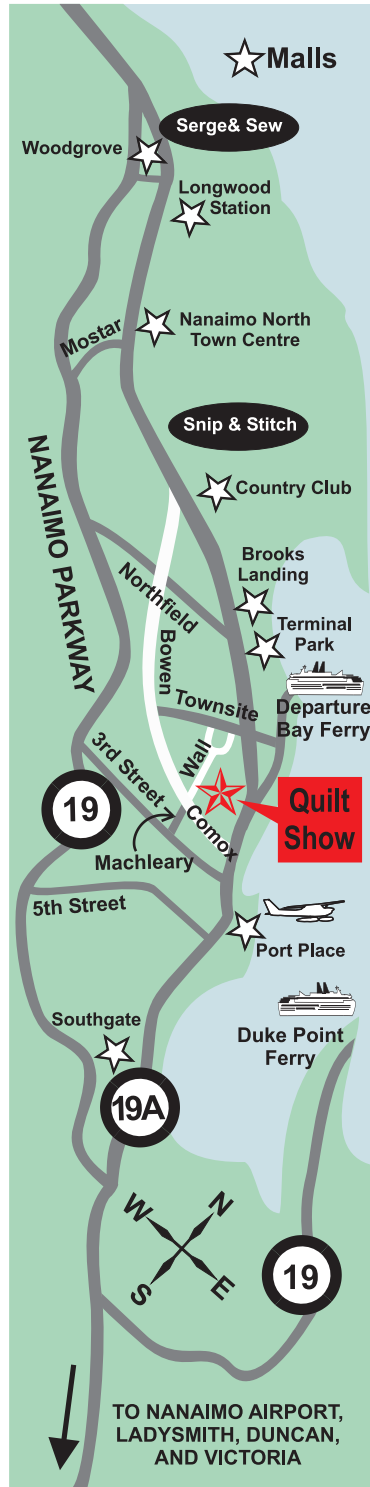 Malls
Serge& Sew
Woodgrove
Longwood
Station
Mostar
Nanaimo North
Town Centre
Snip & Stitch
NANAIMO PARKWAY
Country Club
Northfield
Brooks
Landing
Bowen
Terminal
Park
Townsite
Departure
Bay Ferry
Wall
3rd Street
19
Quilt
Show
Machleary
Comox
5th Street
Port Place
Southgate
Duke Point
Ferry
19A
N
W
S
E
19
TO NANAIMO AIRPORT,
LADYSMITH, DUNCAN,
AND VICTORIA